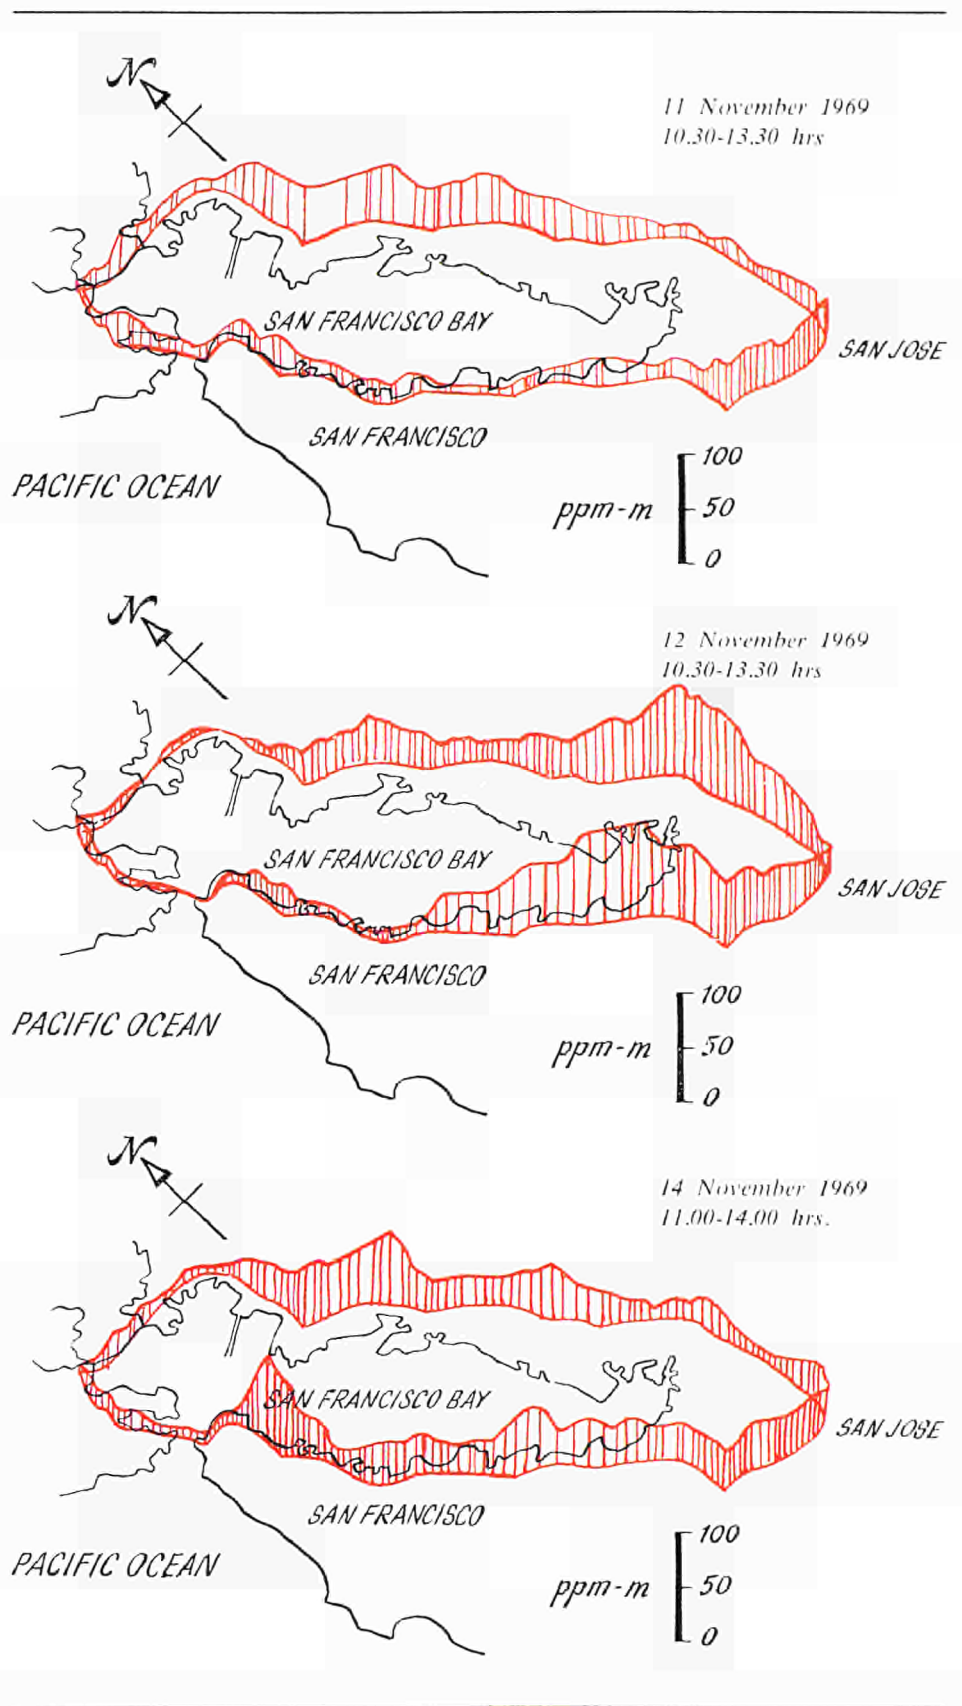 N
11 November 1969
10.30-13.30 hrs
SAN FRANCISCO BAY
SAN JOSE
SAN FRANCISCO
PACIFIC OCEAN
ppm-m
100
50
0
N
12 November 1969
10.30-13.30 hrs
SAN FRANCISCO BAY
SAN JOSE
SAN FRANCISCO
PACIFIC OCEAN
ppm-m
100
50
0
N
14 November 1969
11.00-14.00 hrs.
SAN FRANCISCO BAY
SAN JOSE
SAN FRANCISCO
PACIFIC OCEAN
ppm-m
100
50
0